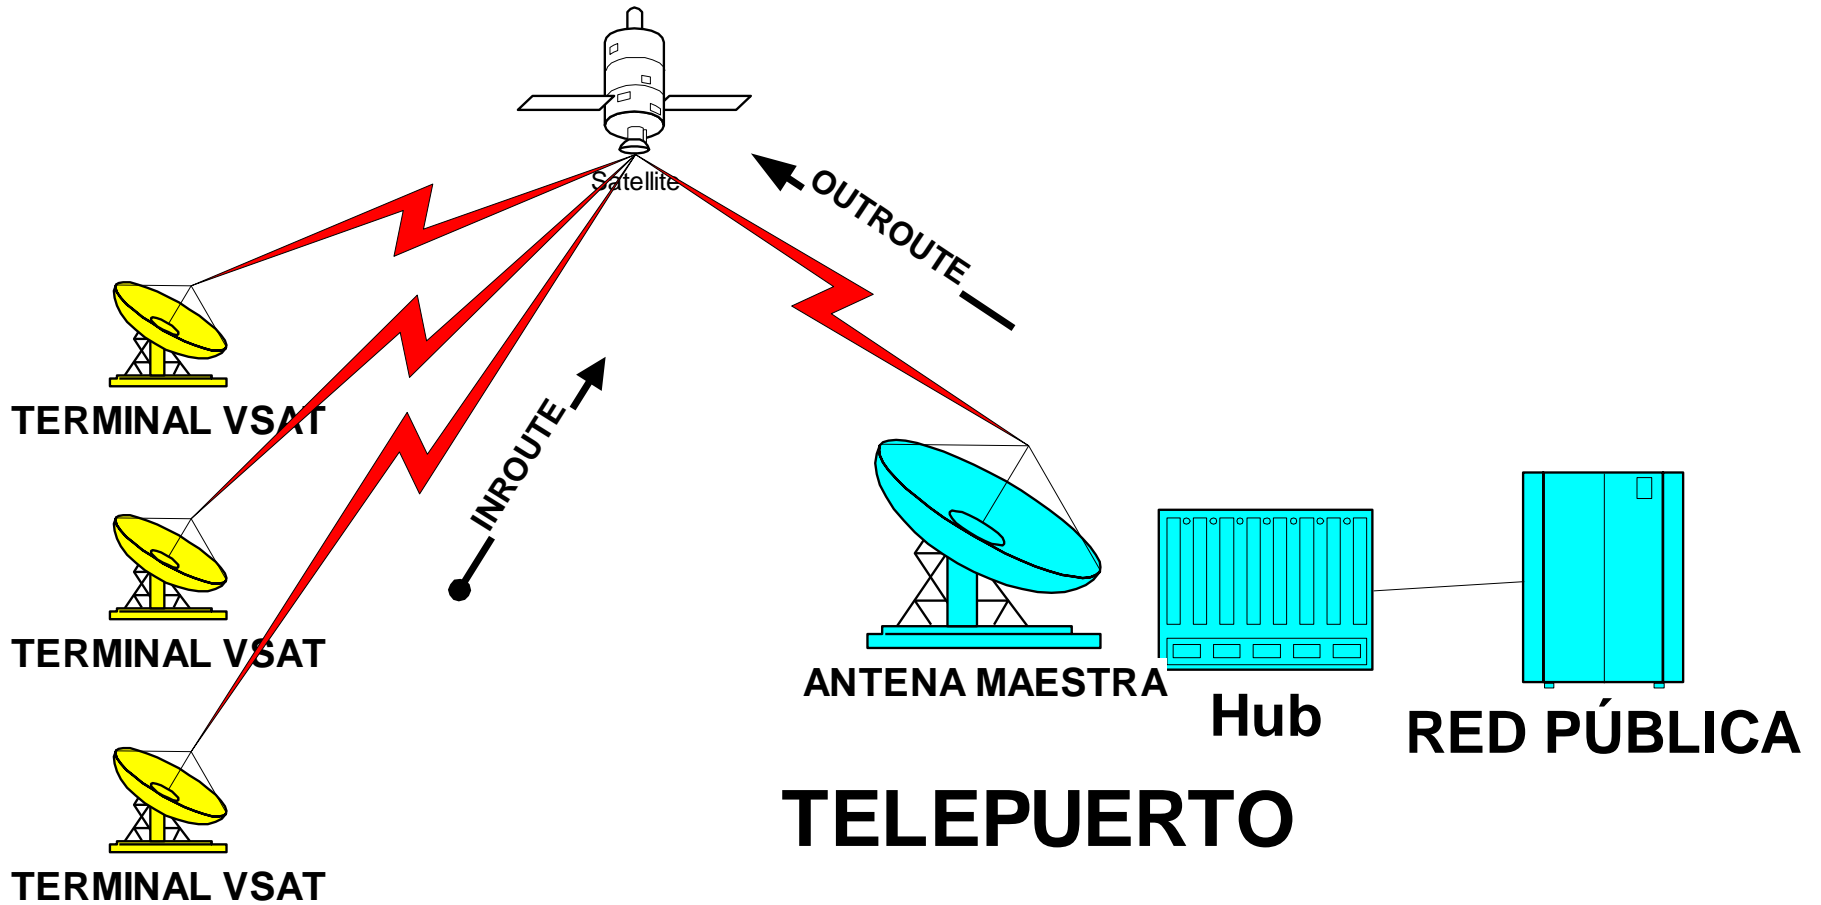 Satellite
OUTROUTE
TERMINAL VSAT
INROUTE
TERMINAL VSAT
ANTENA MAESTRA
Hub
RED PÚBLICA
TELEPUERTO
TERMINAL VSAT